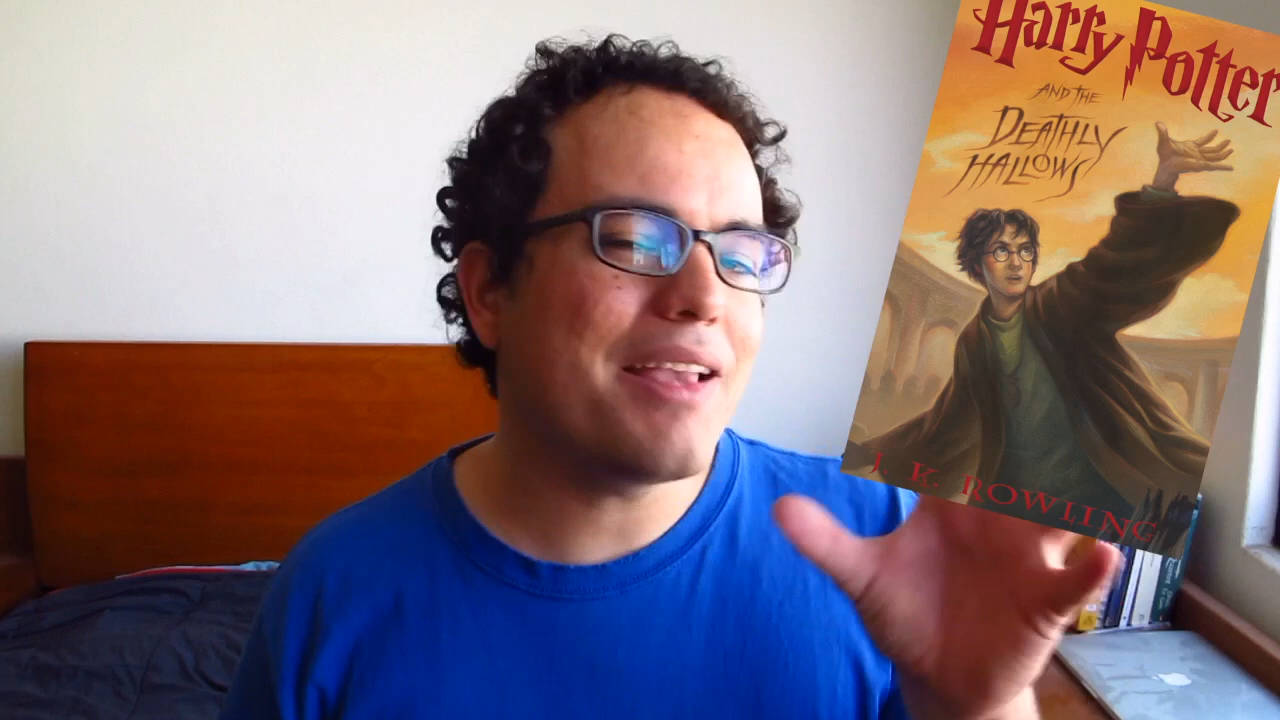 Harry Potter
AND THE
DEATHLY
HALLOWS
J. K. ROWLING